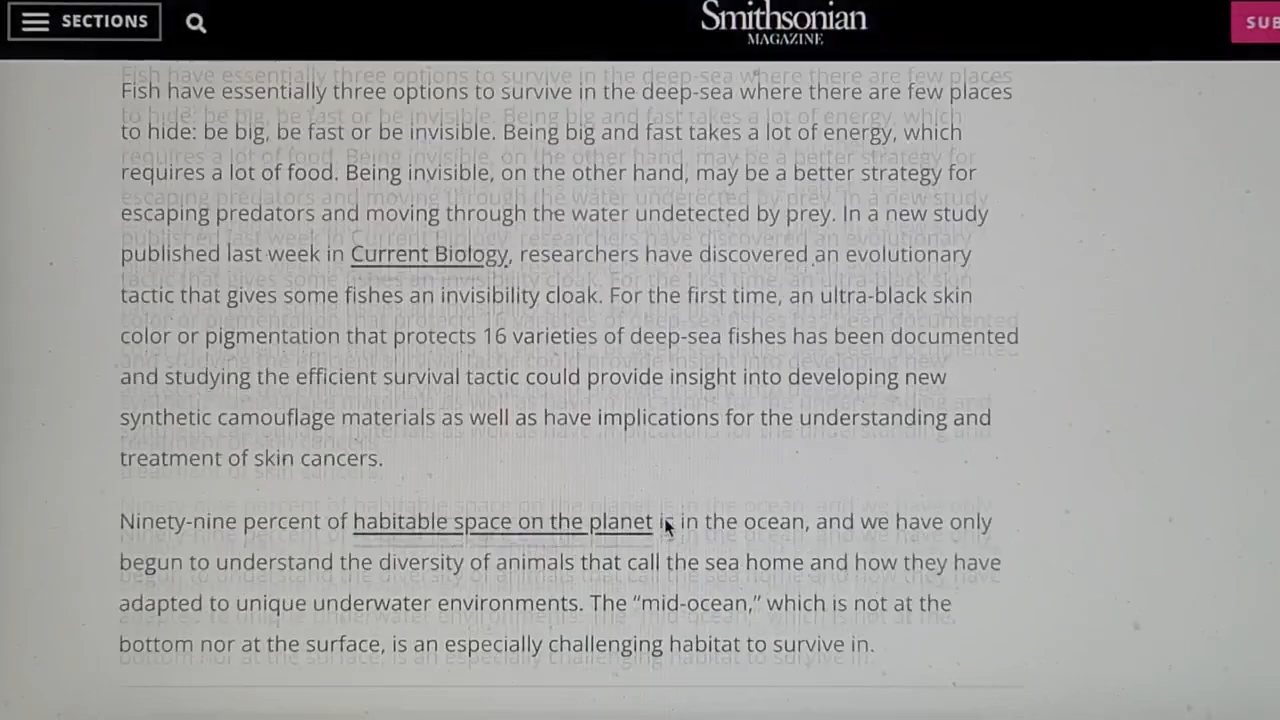 SECTIONS
Smithsonian
MAGAZINE
SUB
Fish have essentially three options to survive in the deep-sea where there are few places
to hide: be big, be fast or be invisible. Being big and fast takes a lot of energy, which
requires a lot of food. Being invisible, on the other hand, may be a better strategy for
escaping predators and moving through the water undetected by prey. In a new study
published last week in Current Biology, researchers have discovered an evolutionary
tactic that gives some fishes an invisibility cloak. For the first time, an ultra-black skin
color or pigmentation that protects 16 varieties of deep-sea fishes has been documented
and studying the efficient survival tactic could provide insight into developing new
synthetic camouflage materials as well as have implications for the understanding and
treatment of skin cancers.
Ninety-nine percent of habitable space on the planet is in the ocean, and we have only
begun to understand the diversity of animals that call the sea home and how they have
adapted to unique underwater environments. The “mid-ocean,” which is not at the
bottom nor at the surface, is an especially challenging habitat to survive in.